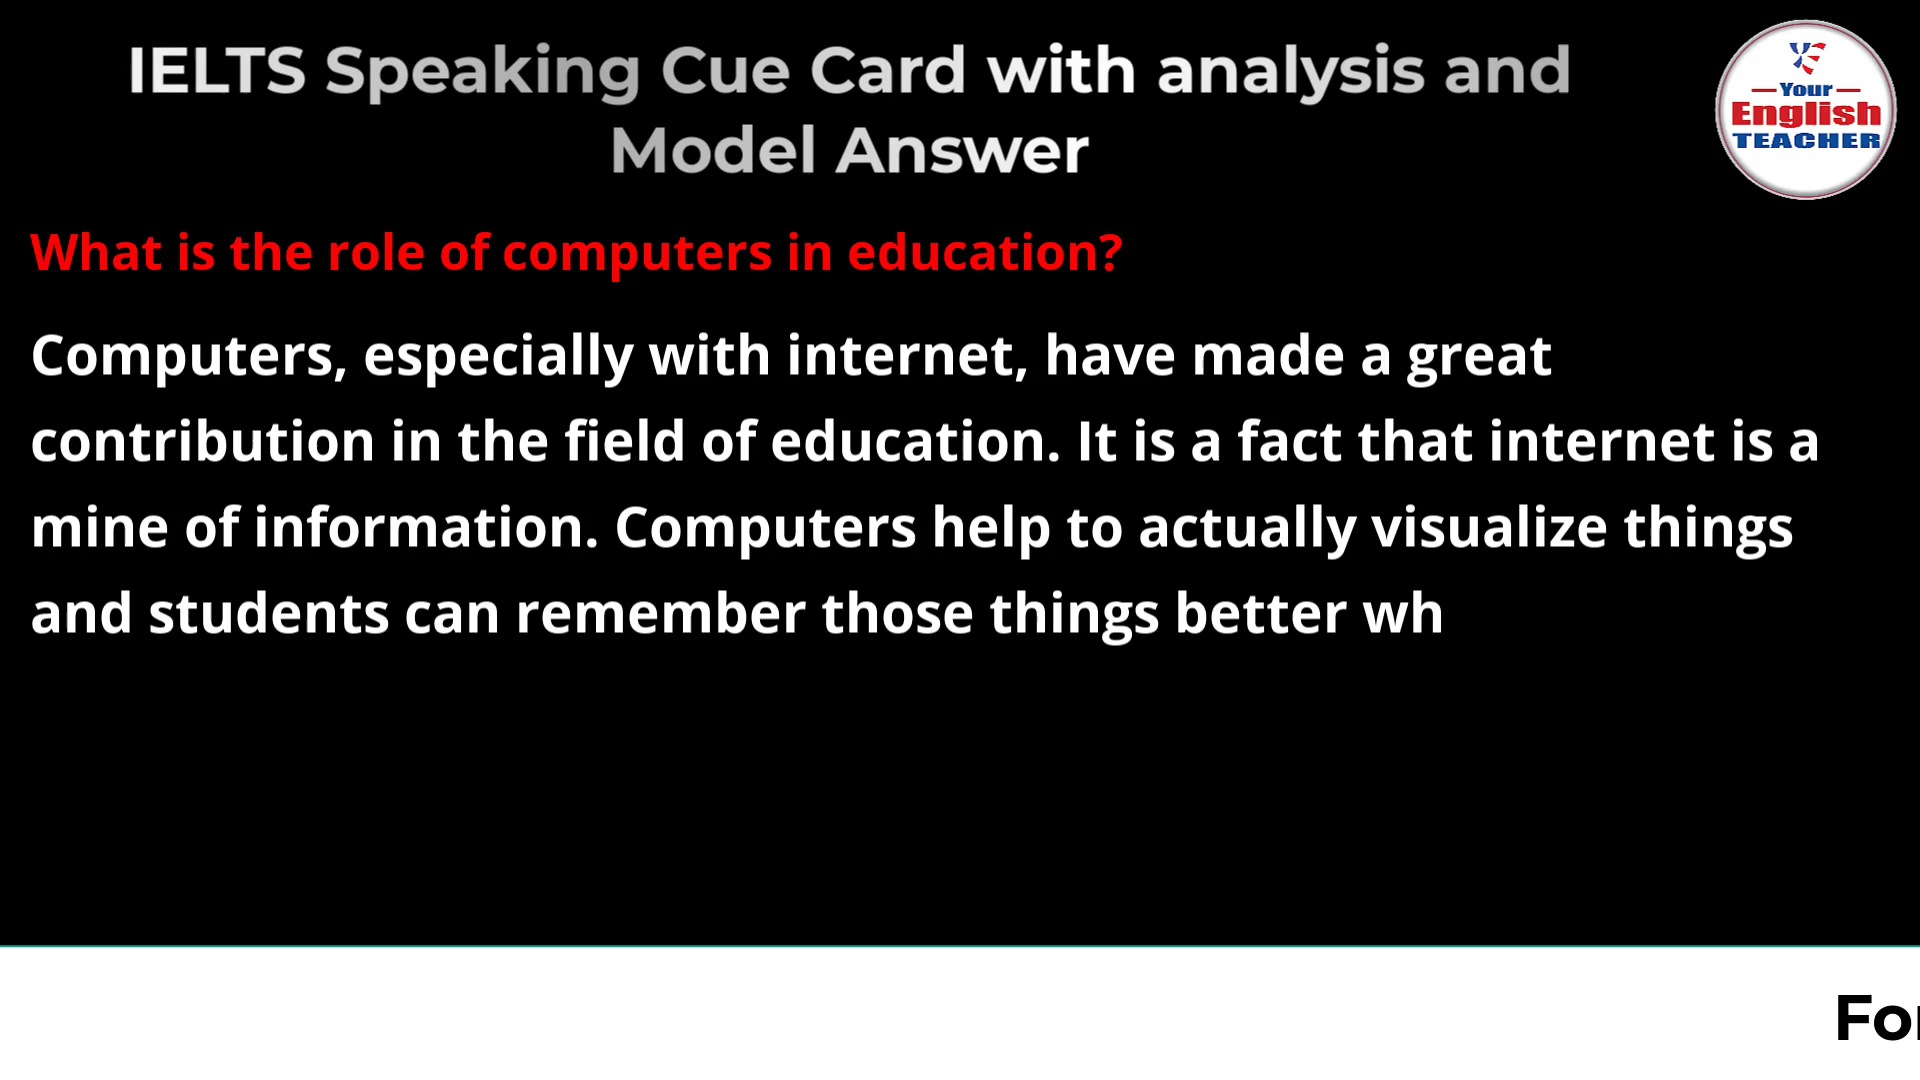 IELTS Speaking Cue Card with analysis and
Model Answer
Your
English
TEACHER
What is the role of computers in education?
Computers, especially with internet, have made a great
contribution in the field of education. It is a fact that internet is a
mine of information. Computers help to actually visualize things
and students can remember those things better wh